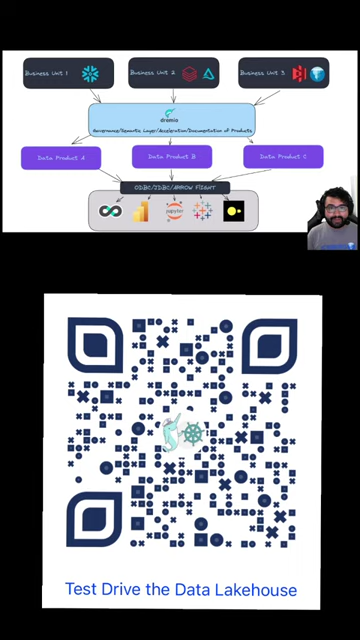 Business Unit 1
Business Unit 2
Business Unit 3
dremio
Governance/Semantic Layer/Acceleration/Documentation of Products
Data Product A
Data Product B
Data Product C
ODBC/JDBC/ARROW FLIGHT
jupyter
Test Drive the Data Lakehouse